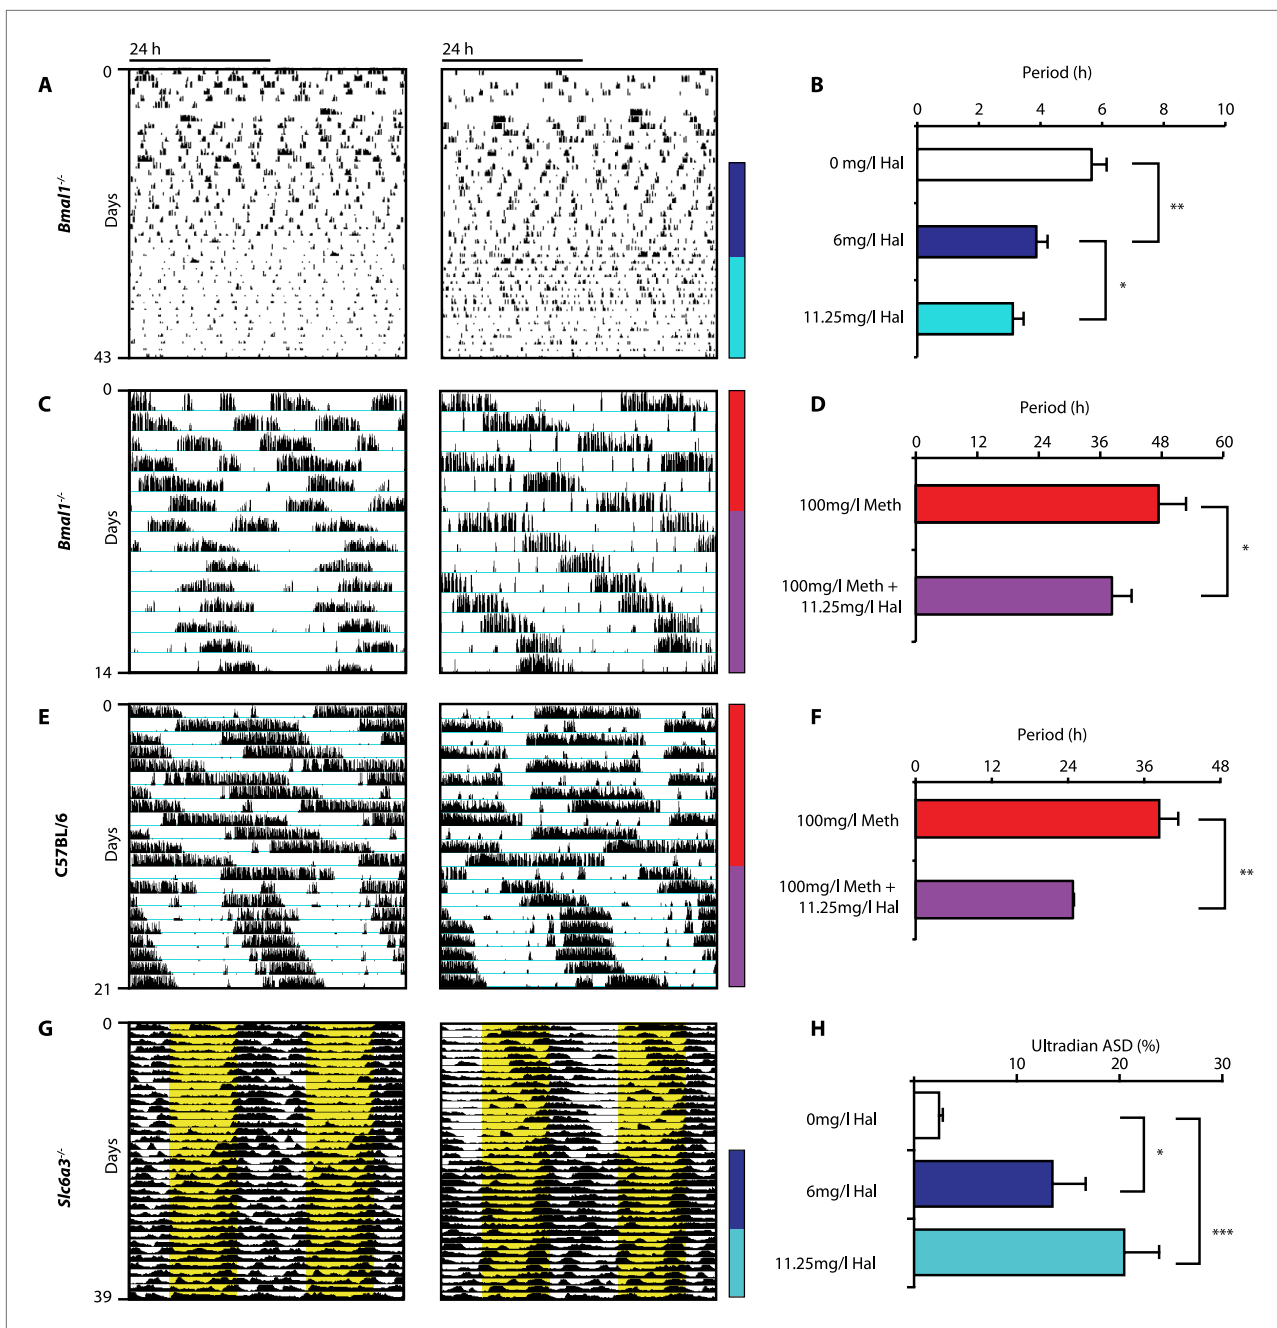 24 h
24 h
A
0
Bmal1-/-
Days
43
B
Period (h)
0 2 4 6 8 10
0 mg/l Hal
6mg/l Hal
11.25mg/l Hal
**
*
C
0
Bmal1-/-
Days
14
D
Period (h)
0 12 24 36 48 60
100mg/l Meth
100mg/l Meth +
11.25mg/l Hal
*
E
0
C57BL/6
Days
21
F
Period (h)
0 12 24 36 48
100mg/l Meth
100mg/l Meth +
11.25mg/l Hal
**
G
0
Slc6a3-/-
Days
39
H
Ultradian ASD (%)
10 20 30
0mg/l Hal
6mg/l Hal
11.25mg/l Hal
*
***